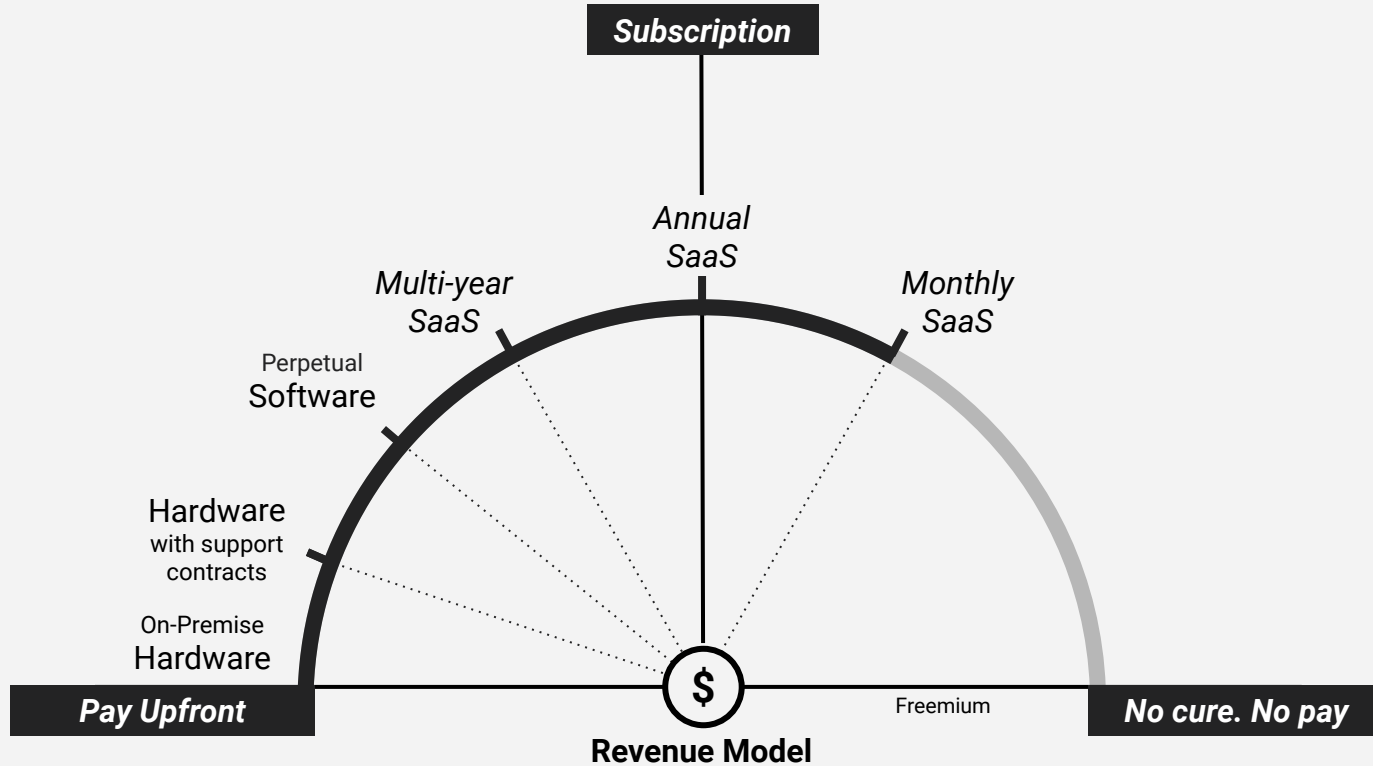 Subscription
Annual
SaaS
Multi-year
SaaS
Monthly
SaaS
Perpetual
Software
Hardware
with support
contracts
On-Premise
Hardware
Pay Upfront
$
Freemium
No cure. No pay
Revenue Model